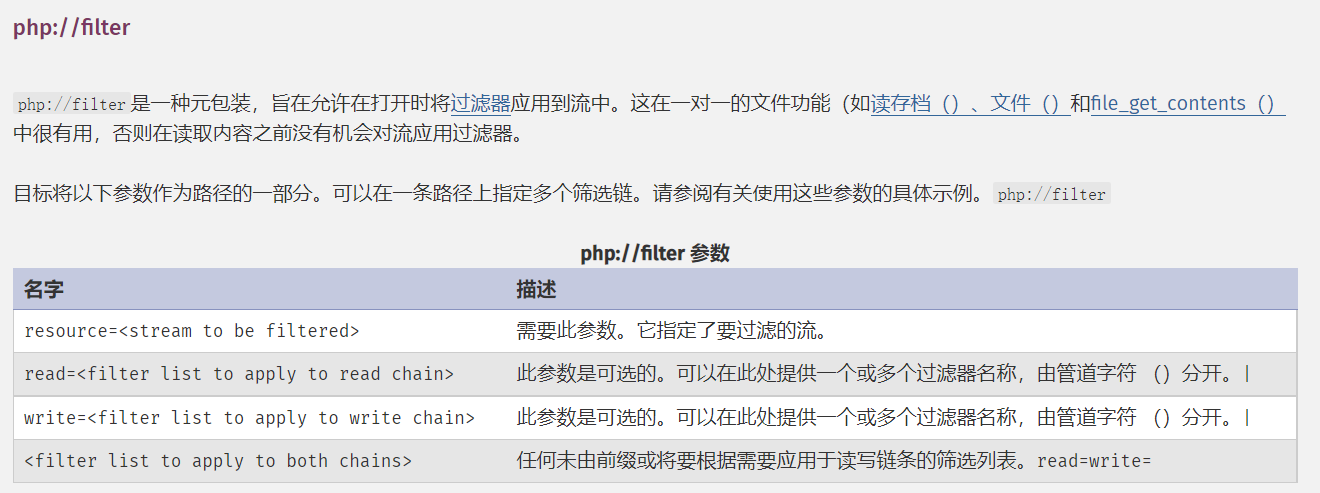 php://filter
php://filter是一种元包装，旨在允许在打开时将过滤器应用到流中。这在一对一的文件功能（如读存档（）、文件（）和file_get_contents（）
中很有用，否则在读取内容之前没有机会对流应用过滤器。
目标将以下参数作为路径的一部分。可以在一条路径上指定多个筛选链。请参阅有关使用这些参数的具体示例。php://filter
php://filter 参数
名字 描述
resource=<stream to be filtered> 需要此参数。它指定了要过滤的流。
read=<filter list to apply to read chain> 此参数是可选的。可以在此处提供一个或多个过滤器名称，由管道字符 （）分开。|
write=<filter list to apply to write chain> 此参数是可选的。可以在此处提供一个或多个过滤器名称，由管道字符 （）分开。|
<filter list to apply to both chains> 任何未由前缀或将要根据需要应用于读写链条的筛选列表。read=write=